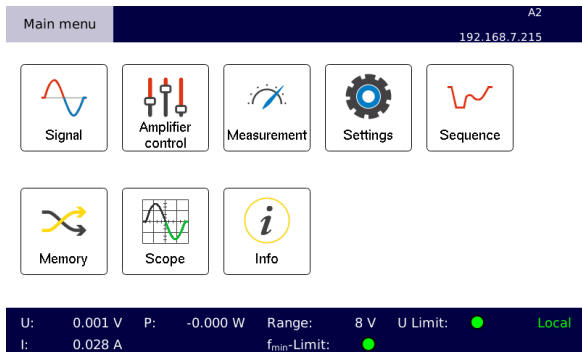 Main menu
A2
192.168.7.215
Signal
Amplifier
control
Measurement
Settings
Sequence
Memory
Scope
i
Info
U: 0.001 V P: -0.000 W Range: 8 V U Limit: Local
I: 0.028 A fmin-Limit: